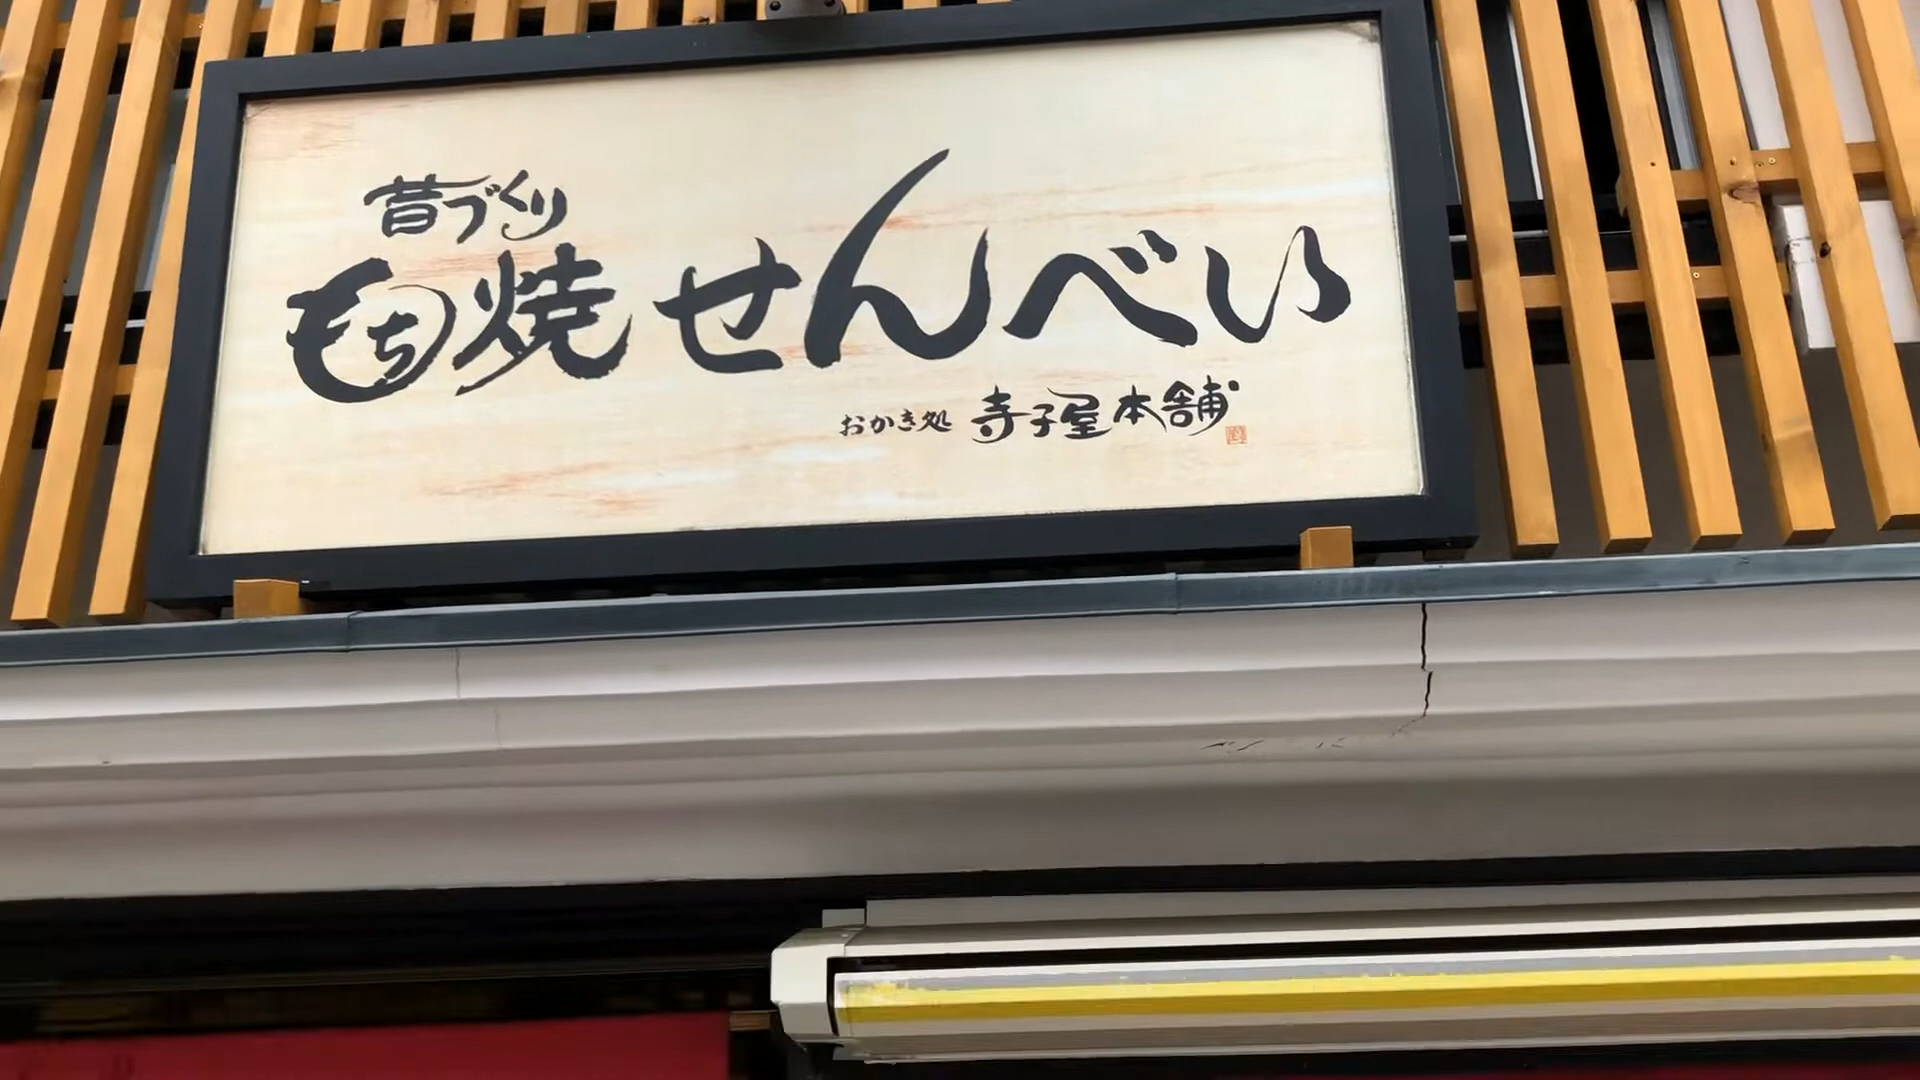 昔づくり
もち焼せんべい
おかき処 寺子屋本舗